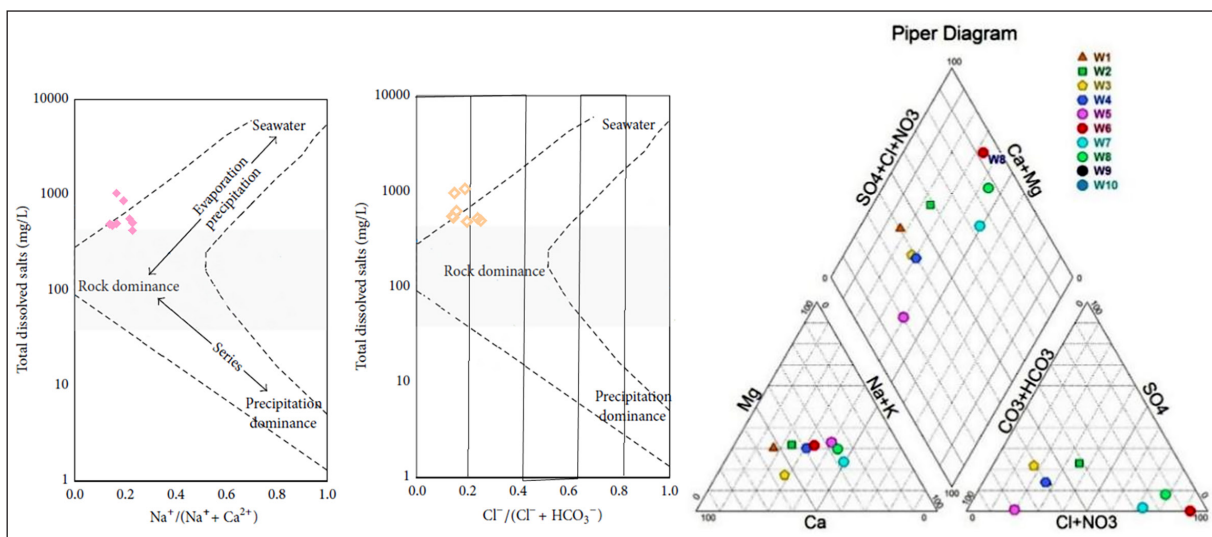 10000
1000
100
10
1
Total dissolved salts (mg/L)
Seawater
Evaporation
precipitation
Rock dominance
Series
Precipitation
dominance
0.0 0.2 0.4 0.6 0.8 1.0
Na⁺/(Na⁺ + Ca²⁺)
10000
1000
100
10
1
Total dissolved salts (mg/L)
Seawater
Rock dominance
Precipitation
dominance
0.0 0.2 0.4 0.6 0.8 1.0
Cl⁻/(Cl⁻ + HCO₃⁻)
Piper Diagram
W1
W2
W3
W4
W5
W6
W7
W8
W9
W10
100
SO4+Cl+NO3
Ca+Mg
W8
0 0
100 0 0 100
Mg
Na+K
CO3+HCO3
SO4
100
0 100
100 0 0 100
Ca
Cl+NO3